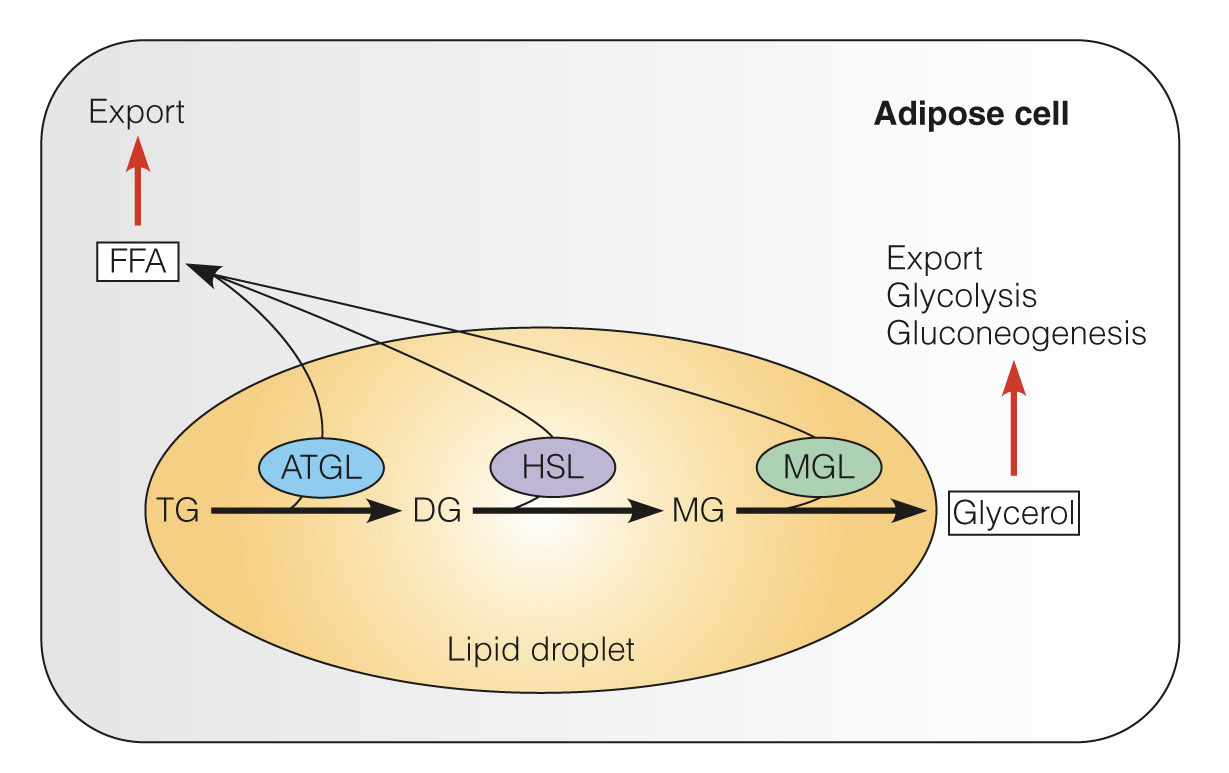 Export
Adipose cell
FFA
Export
Glycolysis
Gluconeogenesis
ATGL
HSL
MGL
TG
DG
MG
Glycerol
Lipid droplet